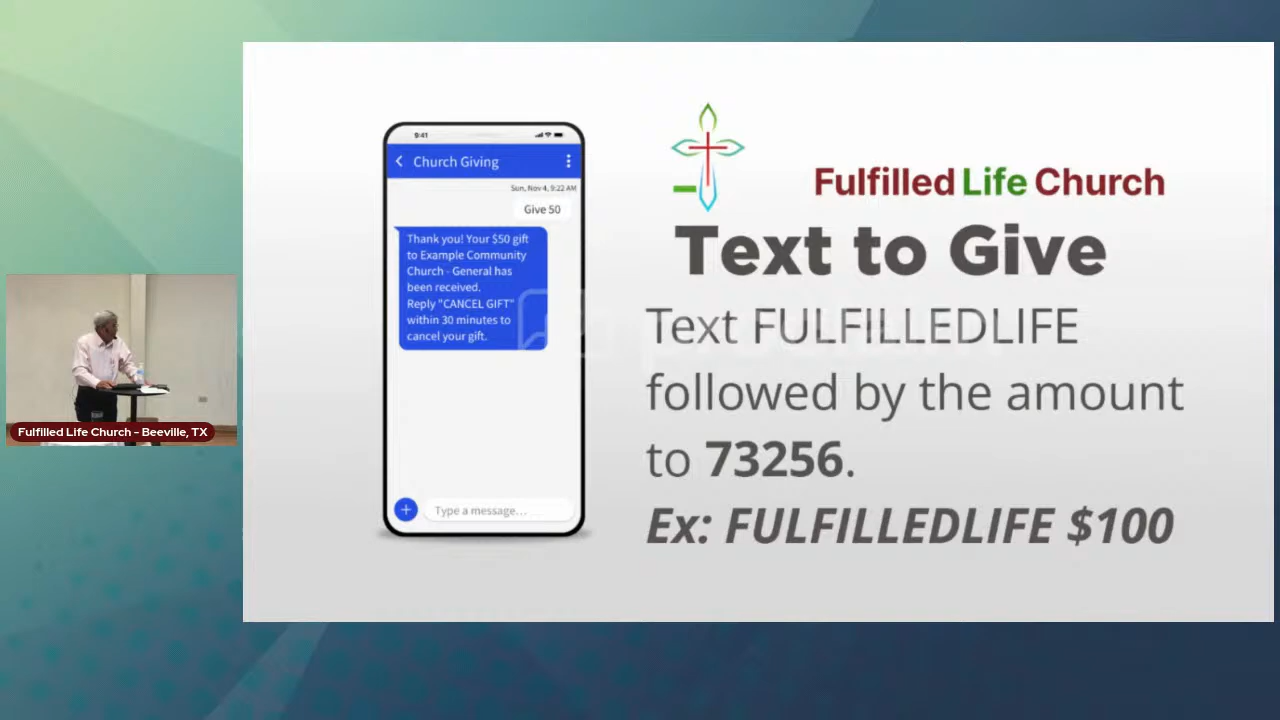 9:41
Church Giving
Sun, Nov 4, 9:22 AM
Give 50
Thank you! Your $50 gift
to Example Community
Church - General has
been received.
Reply "CANCEL GIFT"
within 30 minutes to
cancel your gift.
Type a message...
Fulfilled Life Church
Text to Give
Text FULFILLEDLIFE
followed by the amount
to 73256.
Ex: FULFILLEDLIFE $100
Fulfilled Life Church - Beeville, TX